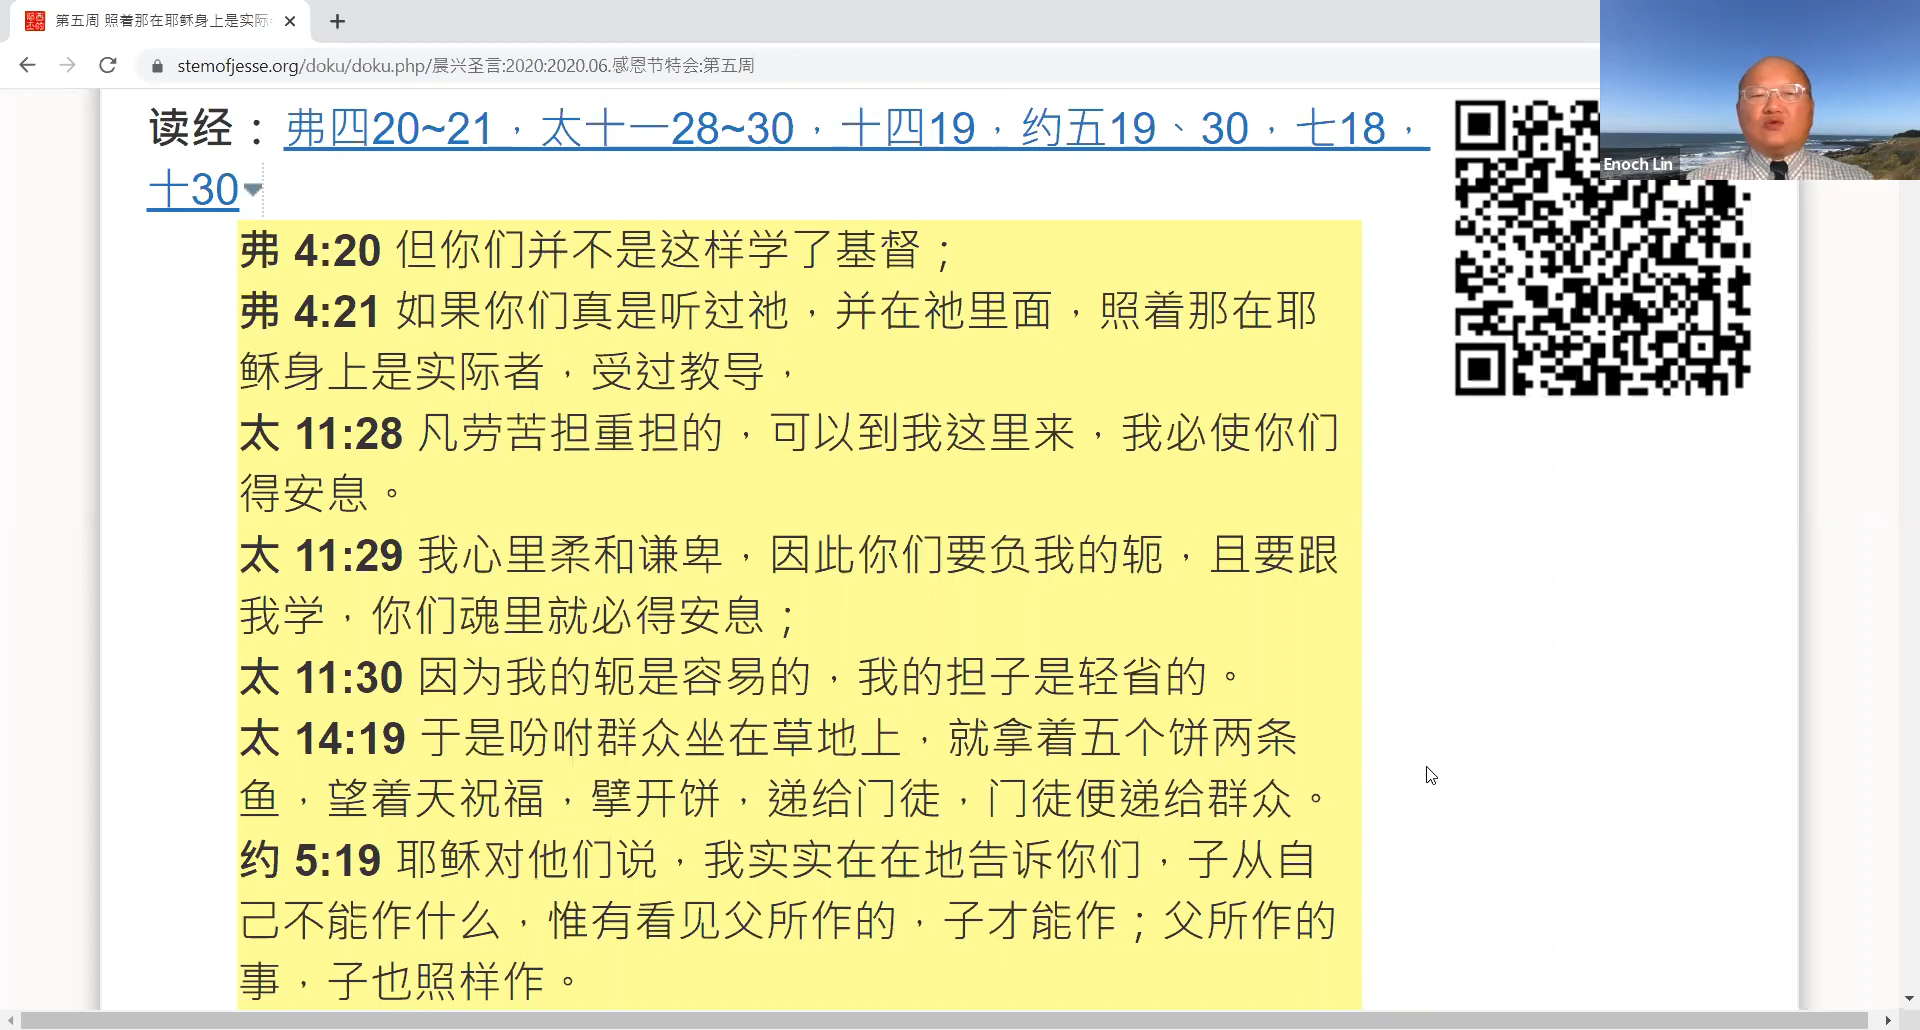 第五周 照着那在耶稣身上是实际
stemofjesse.org/doku/doku.php/晨兴圣言:2020:2020.06.感恩节特会:第五周
Enoch Lin
读经：弗四20~21，太十一28~30，十四19，约五19、30，七18，
十30
弗 4:20 但你们并不是这样学了基督；
弗 4:21 如果你们真是听过祂，并在祂里面，照着那在耶
稣身上是实际者，受过教导，
太 11:28 凡劳苦担重担的，可以到我这里来，我必使你们
得安息。
太 11:29 我心里柔和谦卑，因此你们要负我的轭，且要跟
我学，你们魂里就必得安息；
太 11:30 因为我的轭是容易的，我的担子是轻省的。
太 14:19 于是吩咐群众坐在草地上，就拿着五个饼两条
鱼，望着天祝福，擘开饼，递给门徒，门徒便递给群众。
约 5:19 耶稣对他们说，我实实在在地告诉你们，子从自
己不能作什么，惟有看见父所作的，子才能作；父所作的
事，子也照样作。